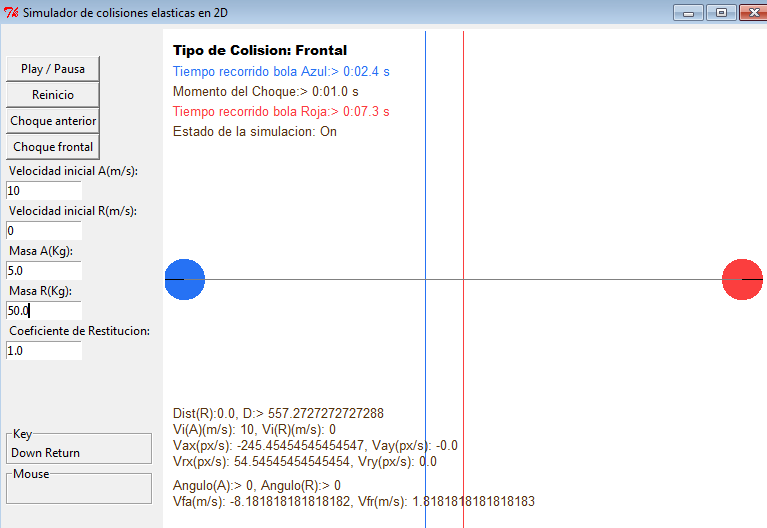 Simulador de colisiones elasticas en 2D
Play / Pausa
Reinicio
Choque anterior
Choque frontal
Velocidad inicial A(m/s):
10
Velocidad inicial R(m/s):
0
Masa A(Kg):
5.0
Masa R(Kg):
50.0
Coeficiente de Restitucion:
1.0
Key
Down Return
Mouse
Tipo de Colision: Frontal
Tiempo recorrido bola Azul:> 0:02.4 s
Momento del Choque:> 0:01.0 s
Tiempo recorrido bola Roja:> 0:07.3 s
Estado de la simulacion: On
Dist(R):0.0, D:> 557.2727272727288
Vi(A)(m/s): 10, Vi(R)(m/s): 0
Vax(px/s): -245.45454545454547, Vay(px/s): -0.0
Vrx(px/s): 54.54545454545454, Vry(px/s): 0.0
Angulo(A):> 0, Angulo(R):> 0
Vfa(m/s): -8.181818181818182, Vfr(m/s): 1.8181818181818183